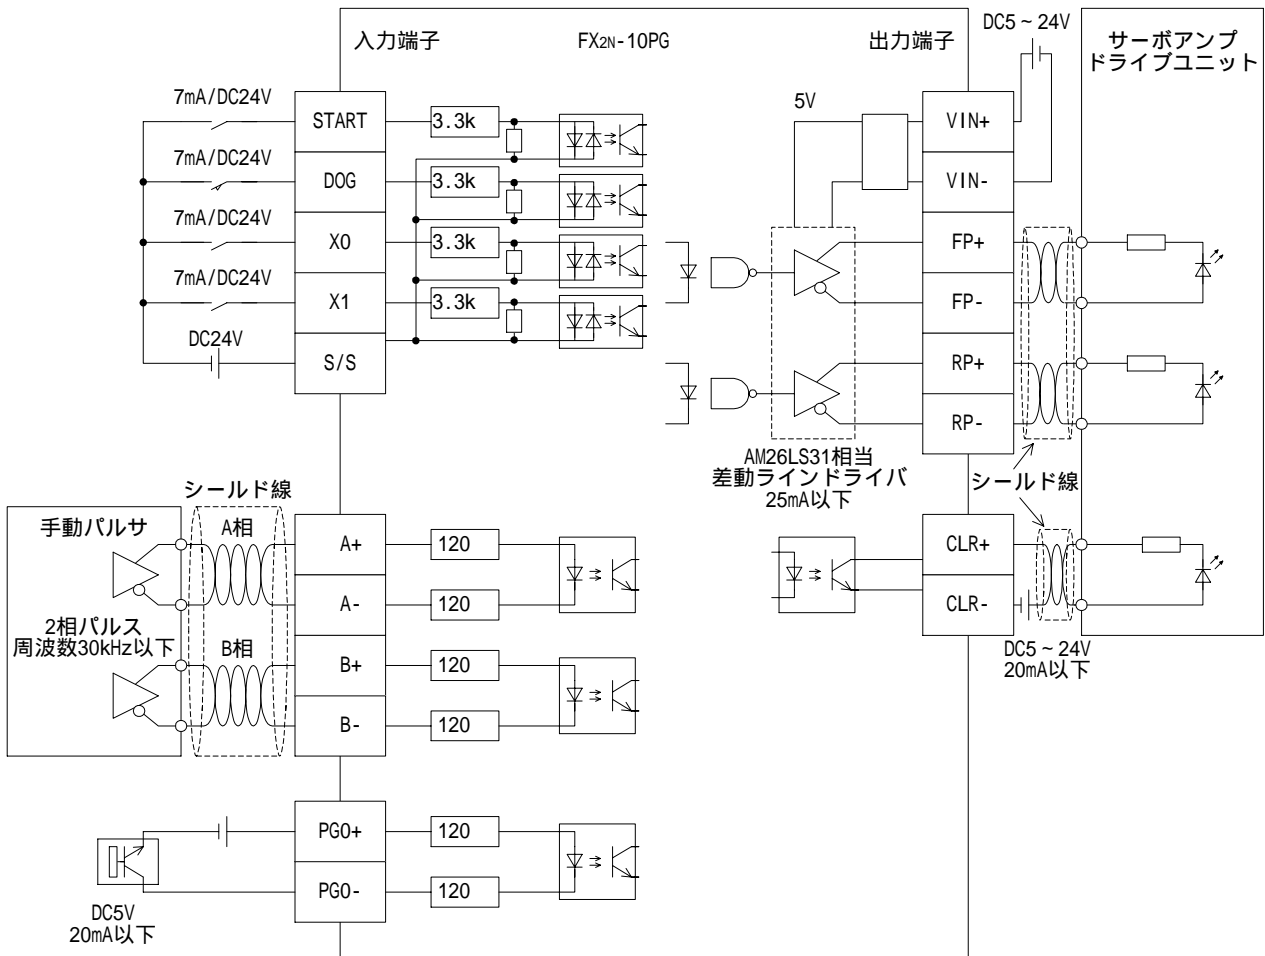 入力端子
FX2N-10PG
出力端子
DC5～24V
サーボアンプ
ドライブユニット
7mA/DC24V
START
3.3k
5V
VIN+
7mA/DC24V
DOG
3.3k
VIN-
7mA/DC24V
X0
3.3k
FP+
7mA/DC24V
X1
3.3k
FP-
DC24V
S/S
RP+
RP-
AM26LS31相当
差動ラインドライバ
25mA以下
シールド線
シールド線
手動パルサ
A相
A+
120
CLR+
A-
120
CLR-
2相パルス
周波数30kHz以下
B相
B+
120
DC5～24V
20mA以下
B-
120
PG0+
120
PG0-
120
DC5V
20mA以下